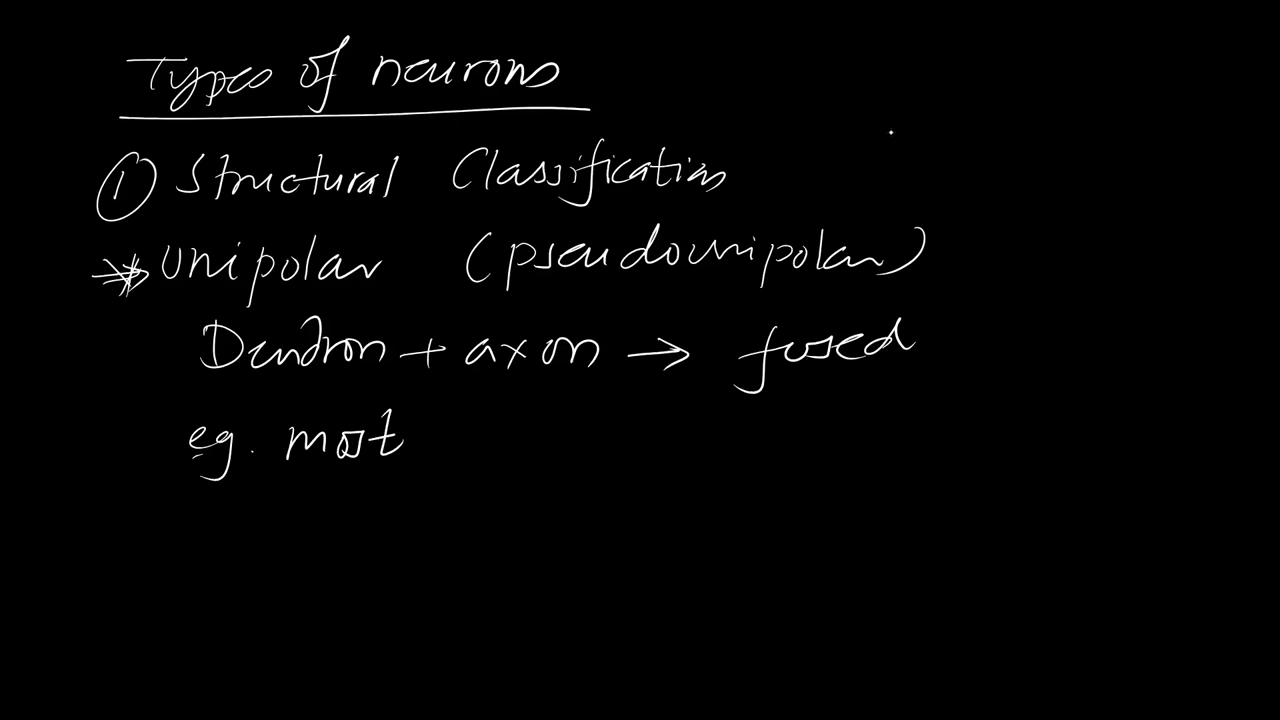 Types of neurons
① Structural Classification
→ Unipolar (pseudounipolar)
Dendron + axon → fused
eg. most